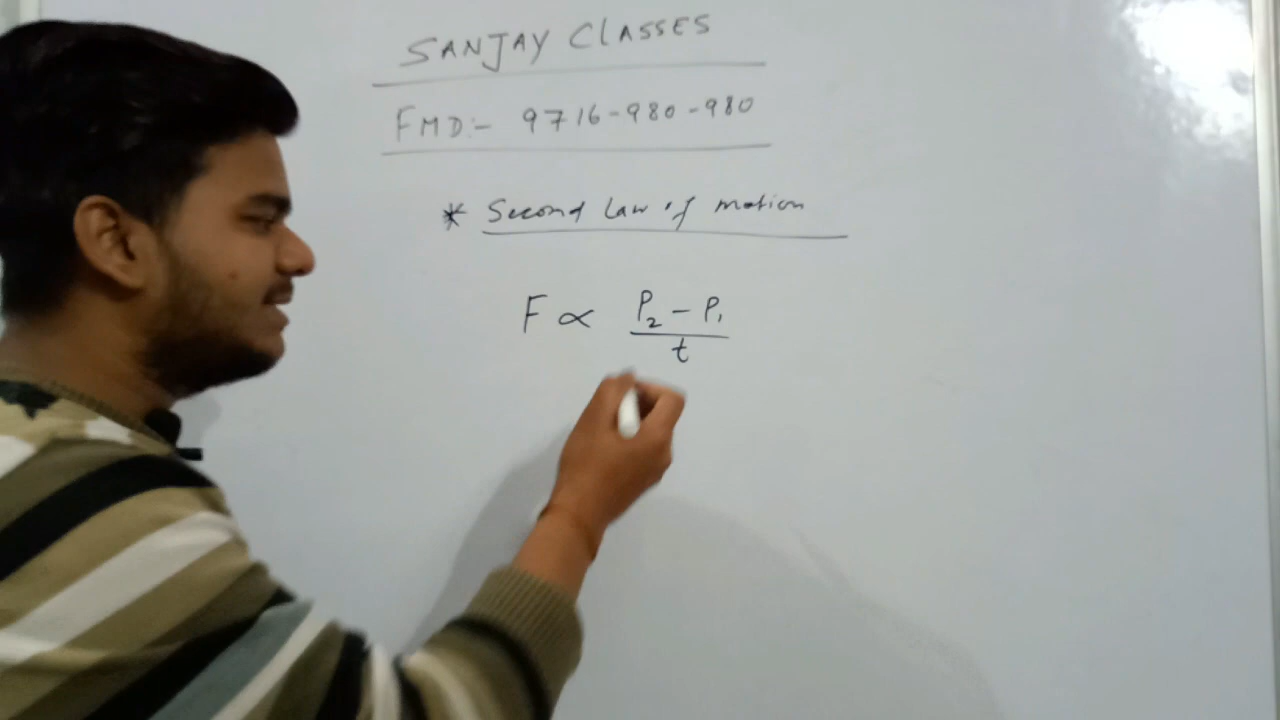 SANJAY ClASSES
FMD:- 9716-980-980
* Second law of motion
F ∝ P₂ - P₁
t